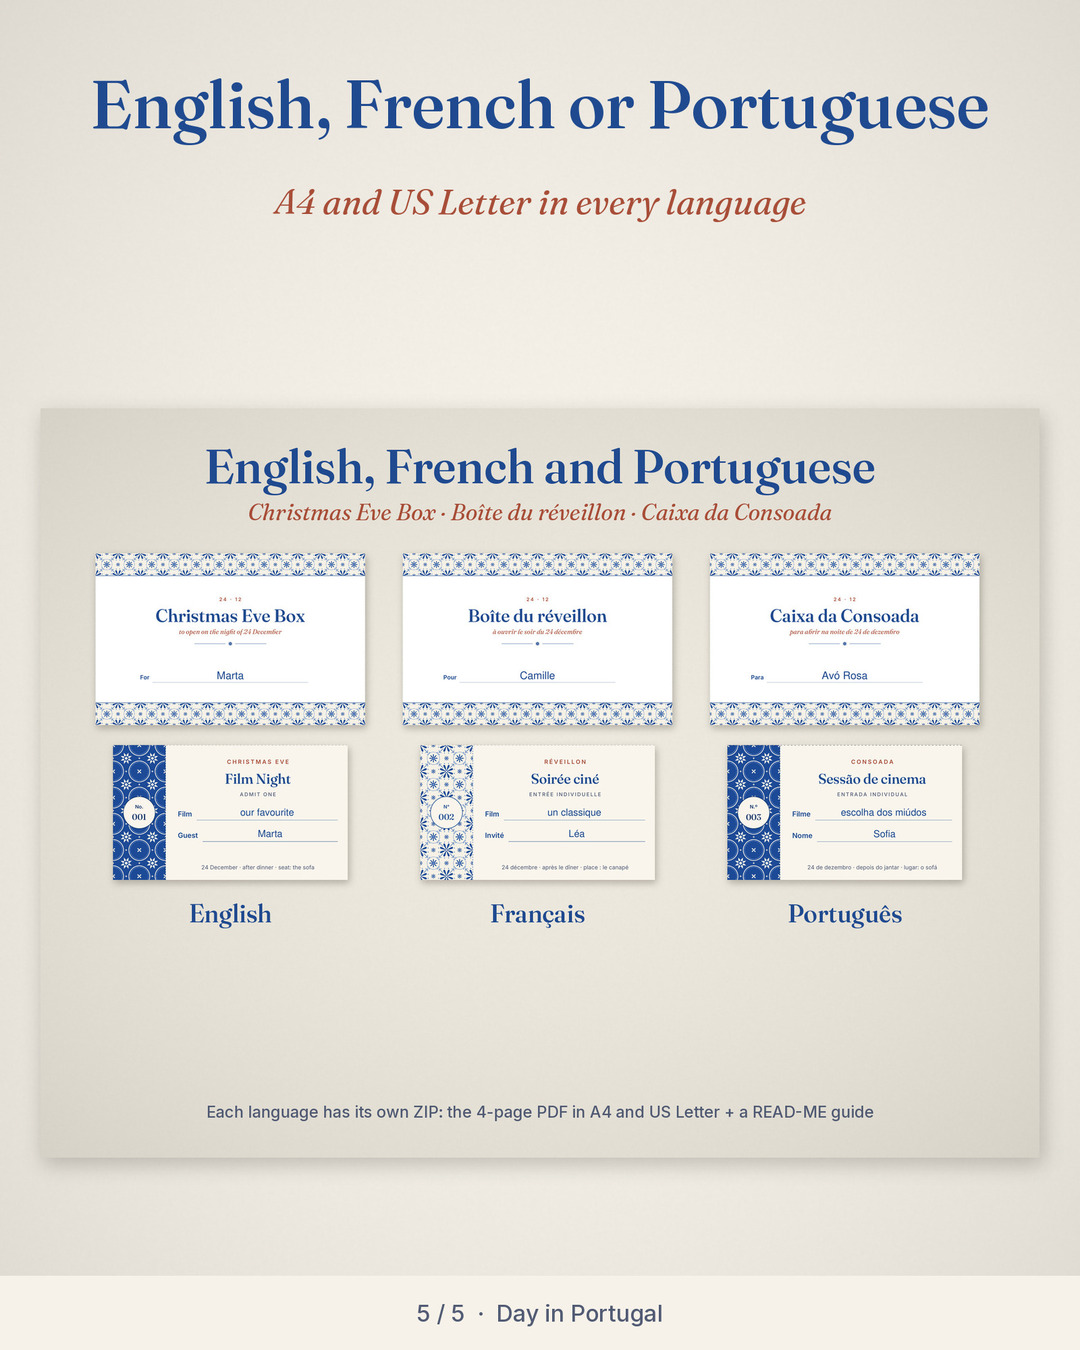 English, French or Portuguese
A4 and US Letter in every language
English, French and Portuguese
Christmas Eve Box · Boîte du réveillon · Caixa da Consoada
24 · 12
Christmas Eve Box
to open on the night of 24 December
For Marta
24 · 12
Boîte du réveillon
à ouvrir le soir du 24 décembre
Pour Camille
24 · 12
Caixa da Consoada
para abrir na noite de 24 de dezembro
Para Avó Rosa
No.
001
CHRISTMAS EVE
Film Night
ADMIT ONE
Film our favourite
Guest Marta
24 December · after dinner · seat: the sofa
N°
002
RÉVEILLON
Soirée ciné
ENTRÉE INDIVIDUELLE
Film un classique
Invité Léa
24 décembre · après le dîner · place : le canapé
N.º
003
CONSOADA
Sessão de cinema
ENTRADA INDIVIDUAL
Filme escolha dos miúdos
Nome Sofia
24 de dezembro · depois do jantar · lugar: o sofá
English
Français
Português
Each language has its own ZIP: the 4-page PDF in A4 and US Letter + a READ-ME guide
5 / 5 · Day in Portugal